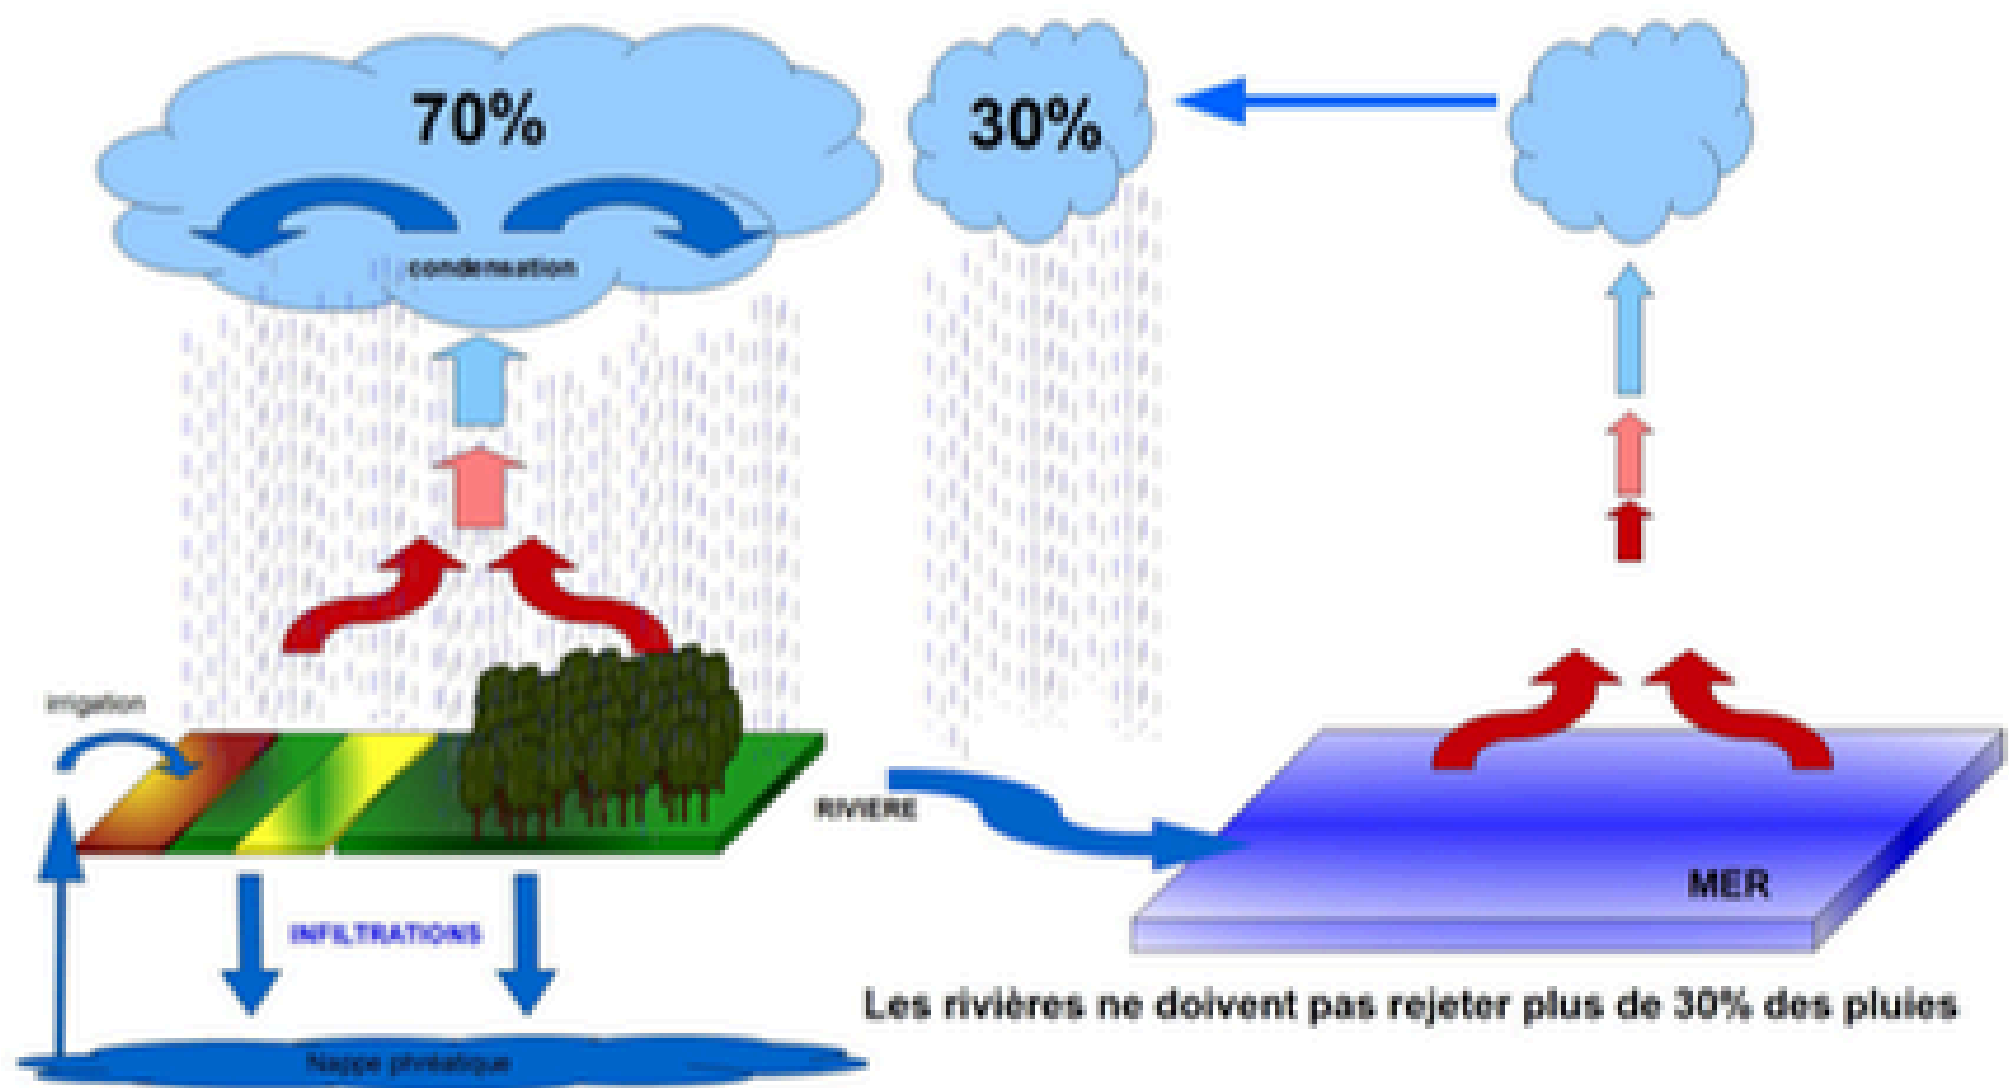 70%
30%
condensation
irrigation
RIVIERE
MER
INFILTRATIONS
Les rivières ne doivent pas rejeter plus de 30% des pluies
Nappe phréatique